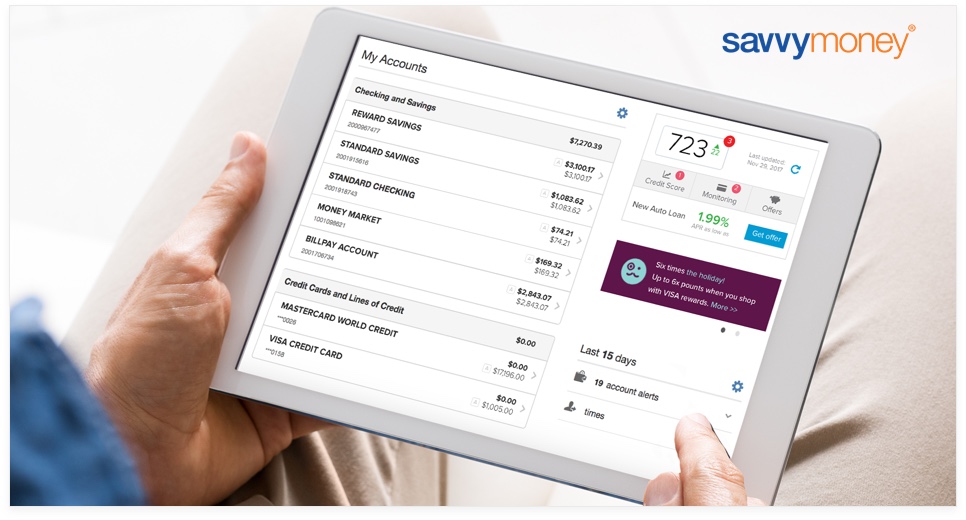 savvymoney®
My Accounts
Checking and Savings
$7,270.39
REWARD SAVINGS
2000967477
$3,100.17
$3,100.17
STANDARD SAVINGS
2001915616
$1,083.62
$1,083.62
STANDARD CHECKING
2001918743
$74.21
$74.21
MONEY MARKET
1001086671
$169.32
$169.32
BILLPAY ACCOUNT
2001706734
$2,843.07
$2,843.07
Credit Cards and Lines of Credit
$0.00
MASTERCARD WORLD CREDIT
***0026
$0.00
$17,196.00
VISA CREDIT CARD
***0158
$0.00
$1,005.00
723 22 3
Last updated:
Nov 29, 2017
1 2
Credit Score Monitoring Offers
New Auto Loan 1.99% Get offer
APR as low as
Six times the holiday!
Up to 6x pounts when you shop
with VISA rewards. More >>
Last 15 days
19 account alerts
times